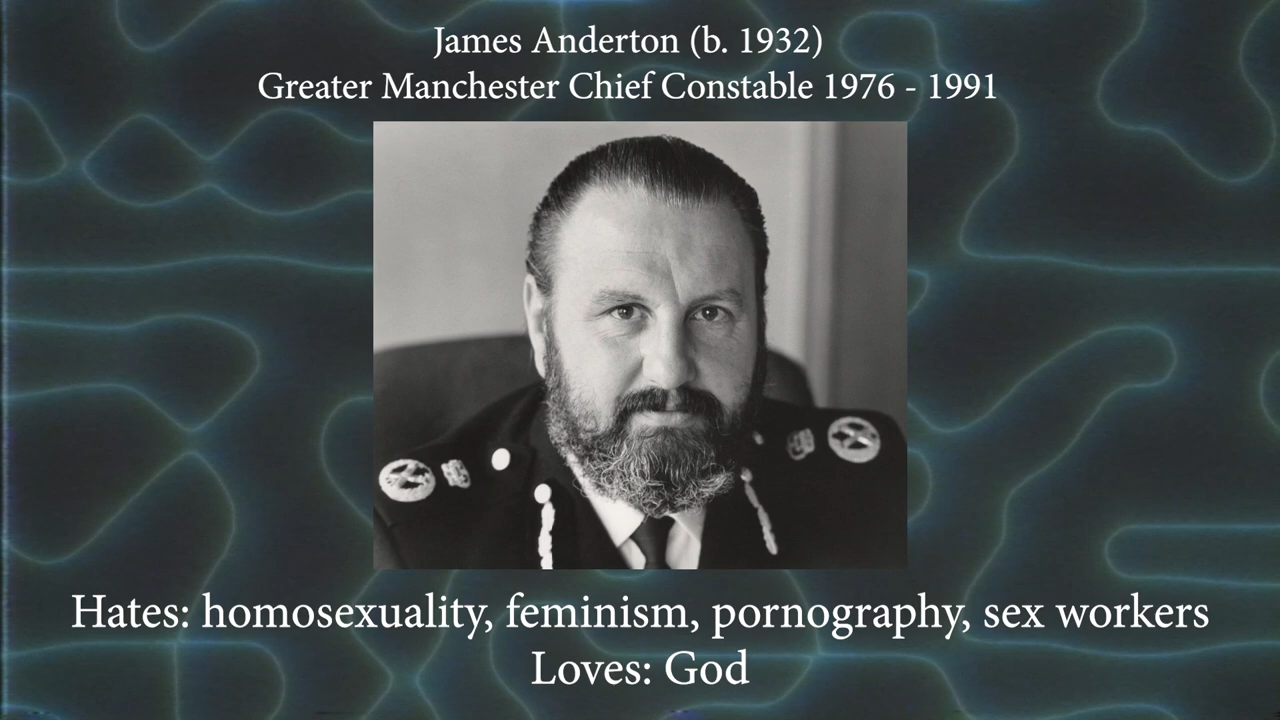 James Anderton (b. 1932)
Greater Manchester Chief Constable 1976 - 1991
Hates: homosexuality, feminism, pornography, sex workers
Loves: God